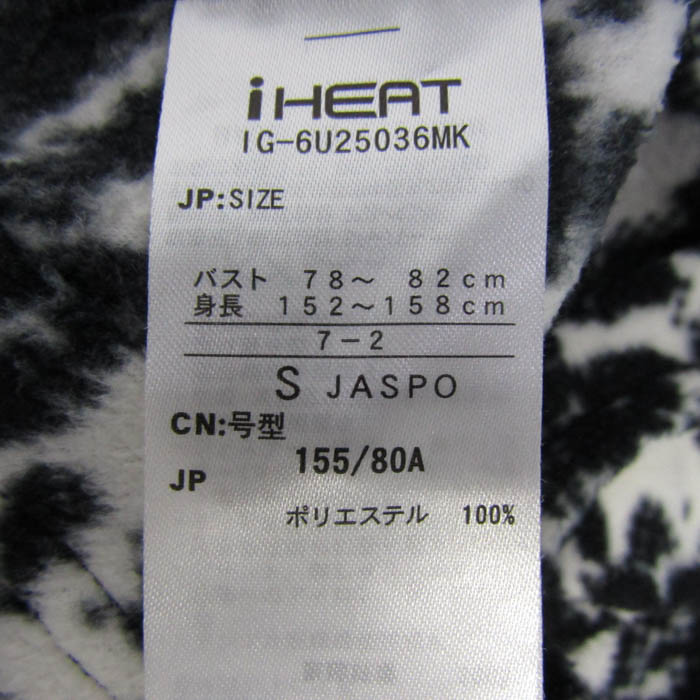 iHEAT
IG-6U25036MK
JP:SIZE
バスト 78～ 82cm
身長 152～158cm
7-2
S JASPO
CN:号型
155/80A
JP
ポリエステル 100%